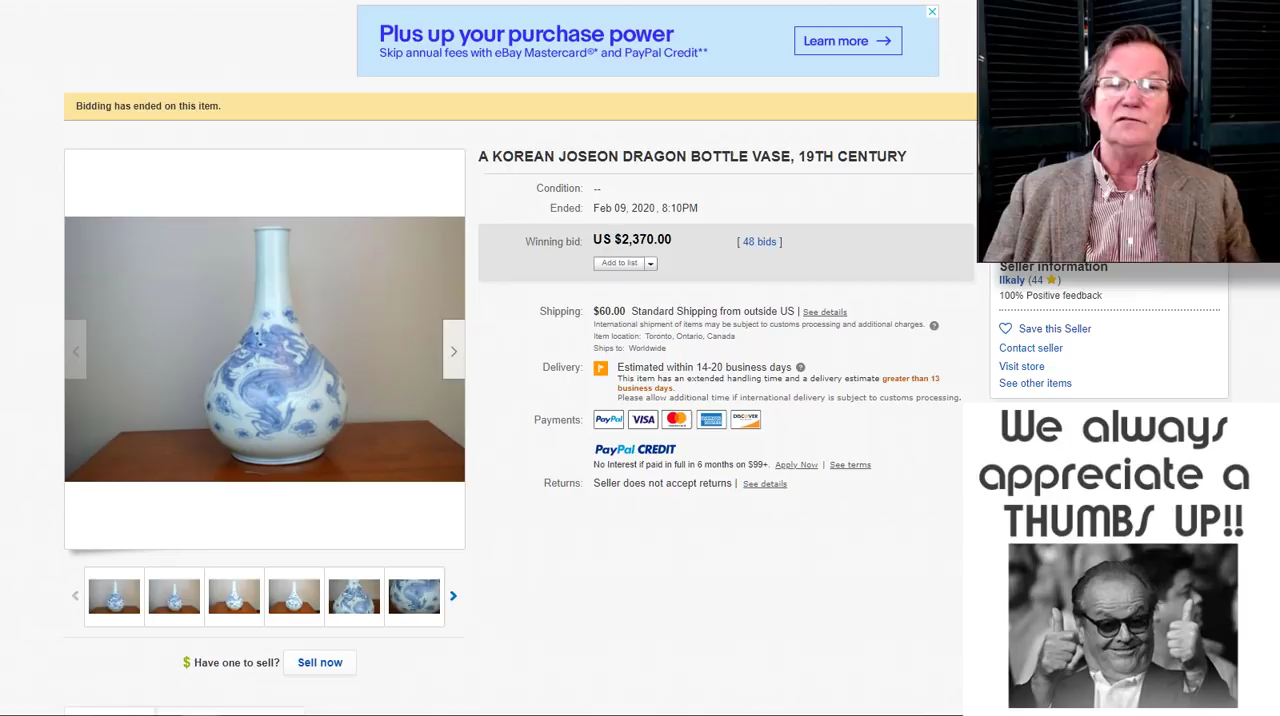 Plus up your purchase power
Skip annual fees with eBay Mastercard®* and PayPal Credit**
Learn more
Bidding has ended on this item.
A KOREAN JOSEON DRAGON BOTTLE VASE, 19TH CENTURY
Condition: --
Ended: Feb 09, 2020 , 8:10PM
Winning bid: US $2,370.00 [ 48 bids ]
Add to list
Shipping: $60.00 Standard Shipping from outside US | See details
International shipment of items may be subject to customs processing and additional charges. ?
Item location: Toronto, Ontario, Canada
Ships to: Worldwide
Delivery: Estimated within 14-20 business days ?
This item has an extended handling time and a delivery estimate greater than 13
business days.
Please allow additional time if international delivery is subject to customs processing.
Payments: PayPal VISA MasterCard AMERICAN EXPRESS DISCOVER
PayPal CREDIT
No Interest if paid in full in 6 months on $99+. Apply Now | See terms
Returns: Seller does not accept returns | See details
$ Have one to sell? Sell now
Seller information
llkaly (44 )
100% Positive feedback
Save this Seller
Contact seller
Visit store
See other items
We always
appreciate a
THUMBS UP!!